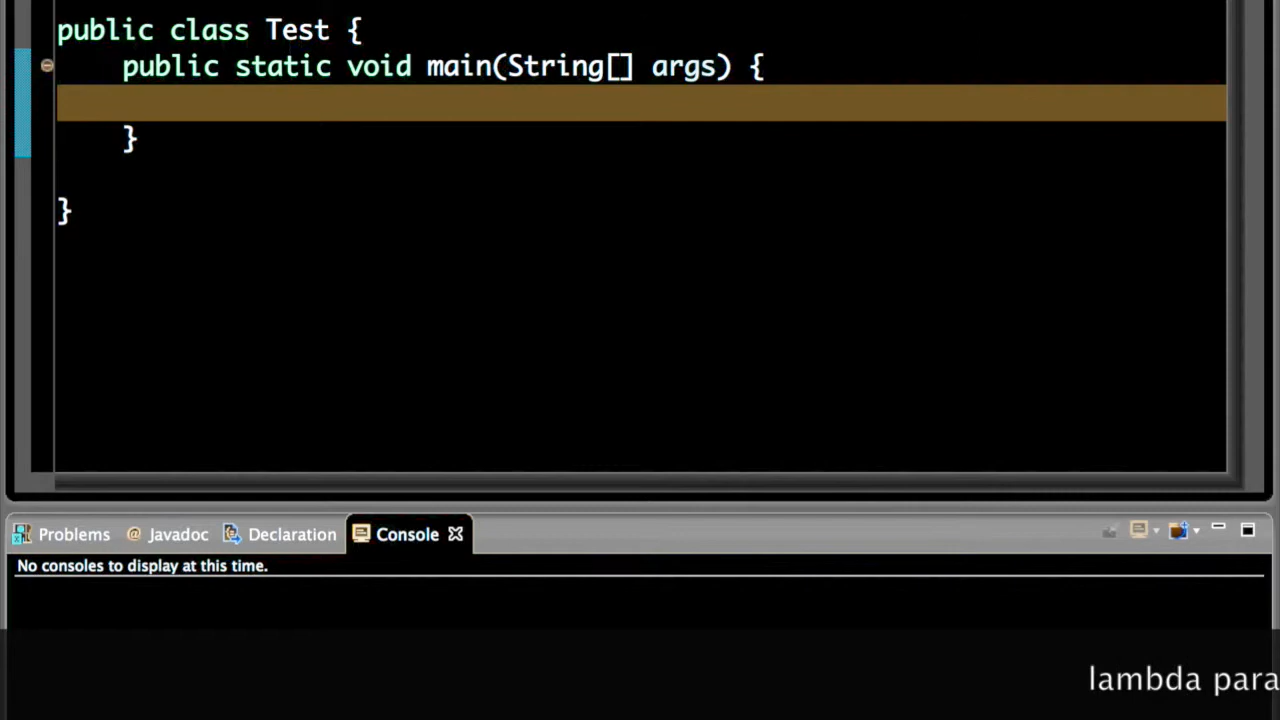 public class Test {
public static void main(String[] args) {
}
}
Problems @ Javadoc Declaration Console
No consoles to display at this time.
lambda para